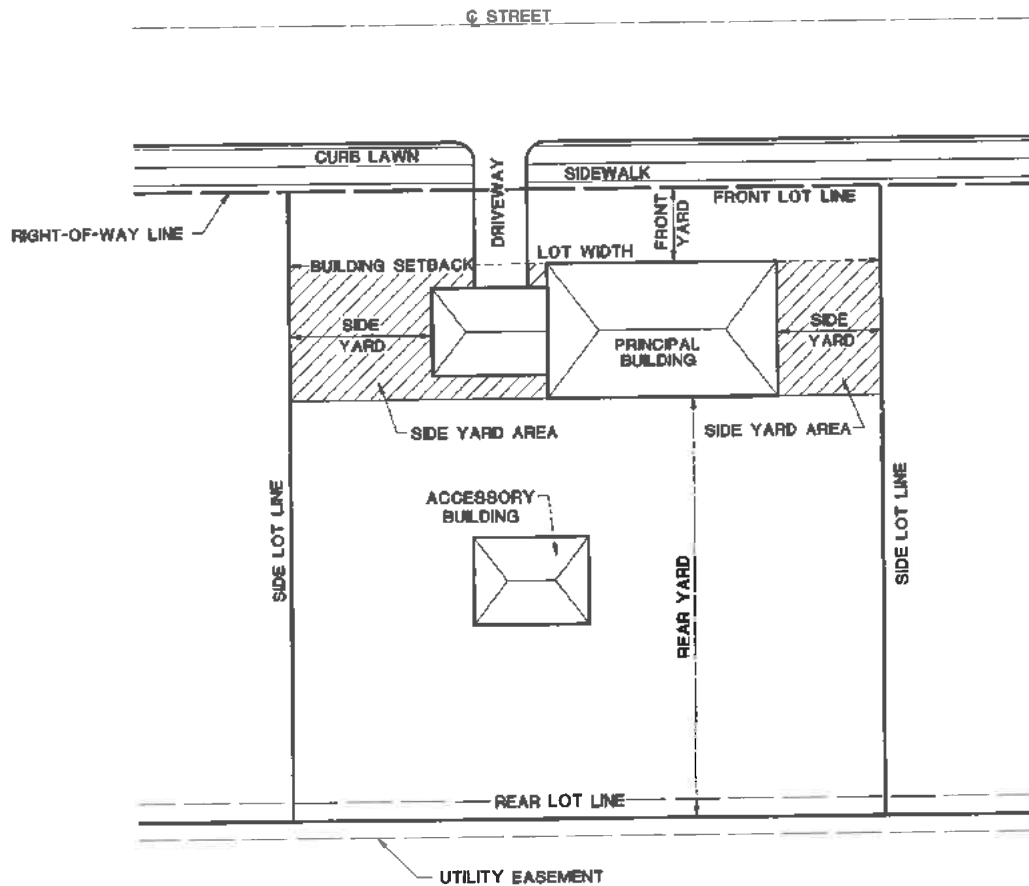 ℄ STREET
CURB LAWN
DRIVEWAY
SIDEWALK
FRONT LOT LINE
RIGHT-OF-WAY LINE
FRONT
YARD
LOT WIDTH
BUILDING SETBACK
SIDE
YARD
PRINCIPAL
BUILDING
SIDE
YARD
SIDE YARD AREA
SIDE YARD AREA
SIDE LOT LINE
ACCESSORY
BUILDING
REAR YARD
SIDE LOT LINE
REAR LOT LINE
UTILITY EASEMENT